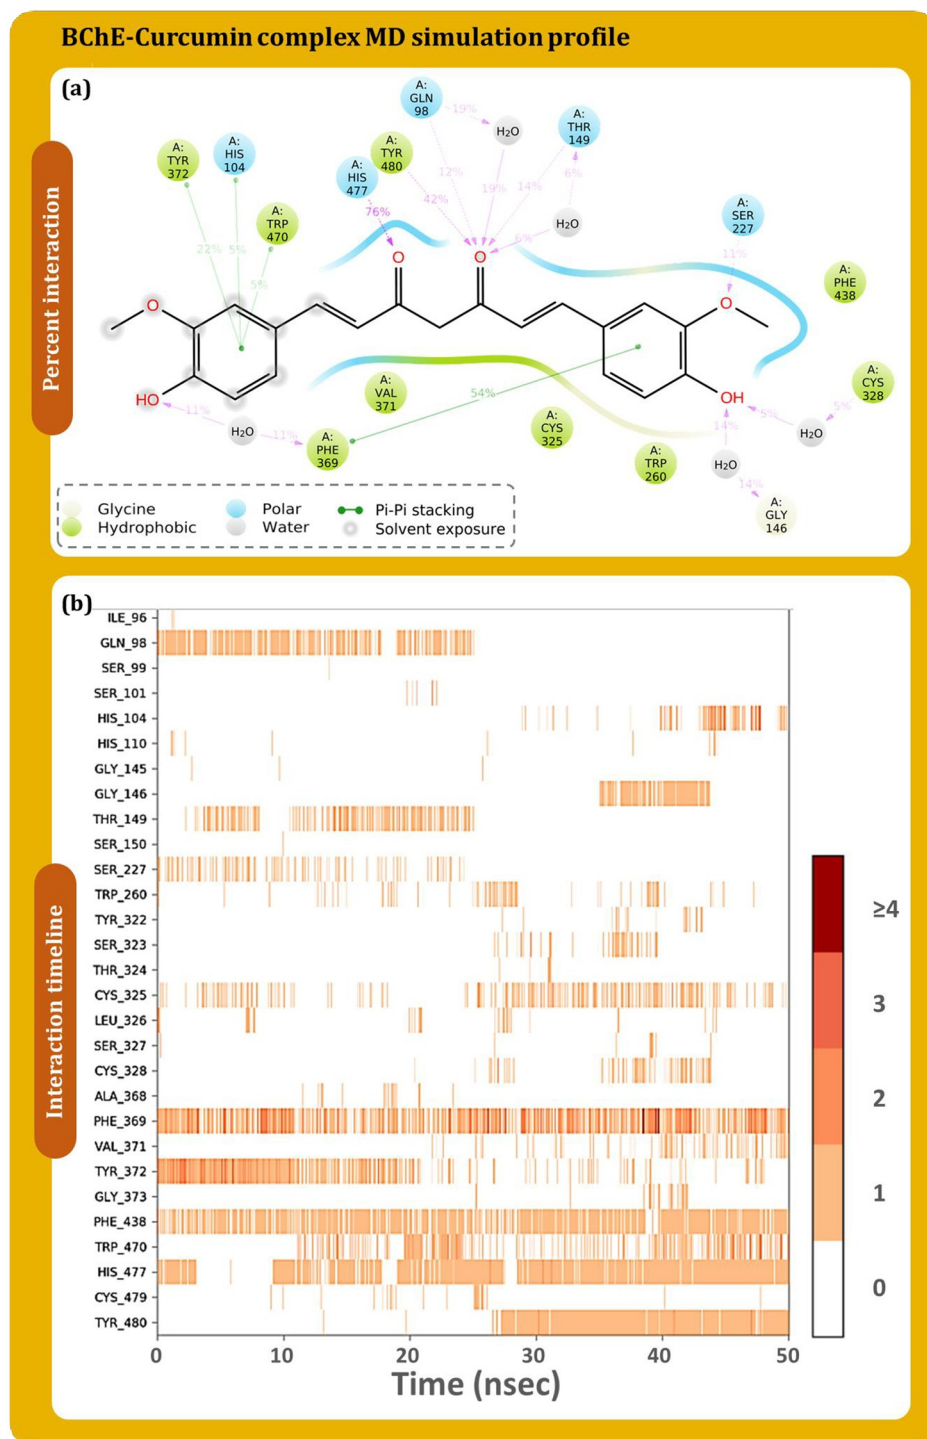 BChE-Curcumin complex MD simulation profile
Percent interaction
(a)
A:
GLN
98
19%
H₂O
A:
THR
149
A:
TYR
372
A:
HIS
104
A:
TYR
480
A:
HIS
477
12%
14%
6%
19%
42%
76%
A:
TRP
470
H₂O
6%
A:
SER
227
11%
22%
5%
5%
O
O
O
O
A:
PHE
438
HO
11%
H₂O
11%
A:
PHE
369
A:
VAL
371
54%
A:
CYS
325
A:
TRP
260
OH
5%
H₂O
5%
A:
CYS
328
14%
H₂O
14%
A:
GLY
146
Glycine
Hydrophobic
Polar
Water
Pi-Pi stacking
Solvent exposure
Interaction timeline
(b)
ILE_96
GLN_98
SER_99
SER_101
HIS_104
HIS_110
GLY_145
GLY_146
THR_149
SER_150
SER_227
TRP_260
TYR_322
SER_323
THR_324
CYS_325
LEU_326
SER_327
CYS_328
ALA_368
PHE_369
VAL_371
TYR_372
GLY_373
PHE_438
TRP_470
HIS_477
CYS_479
TYR_480
0 10 20 30 40 50
Time (nsec)
≥4
3
2
1
0